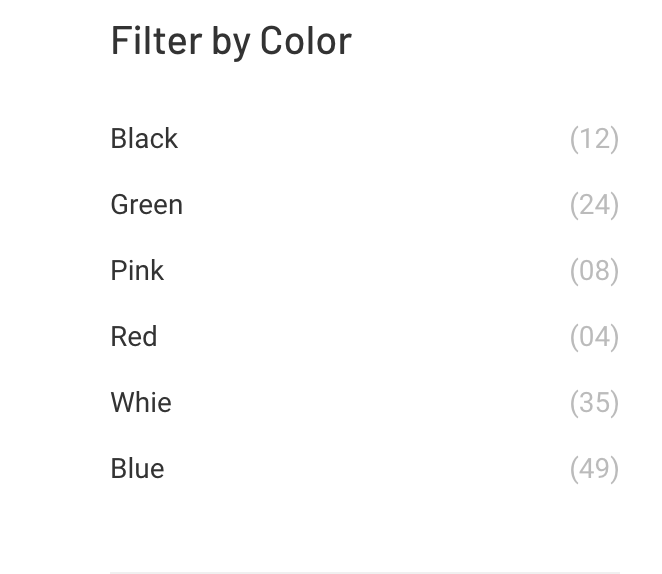 Filter by Color
Black (12)
Green (24)
Pink (08)
Red (04)
Whie (35)
Blue (49)